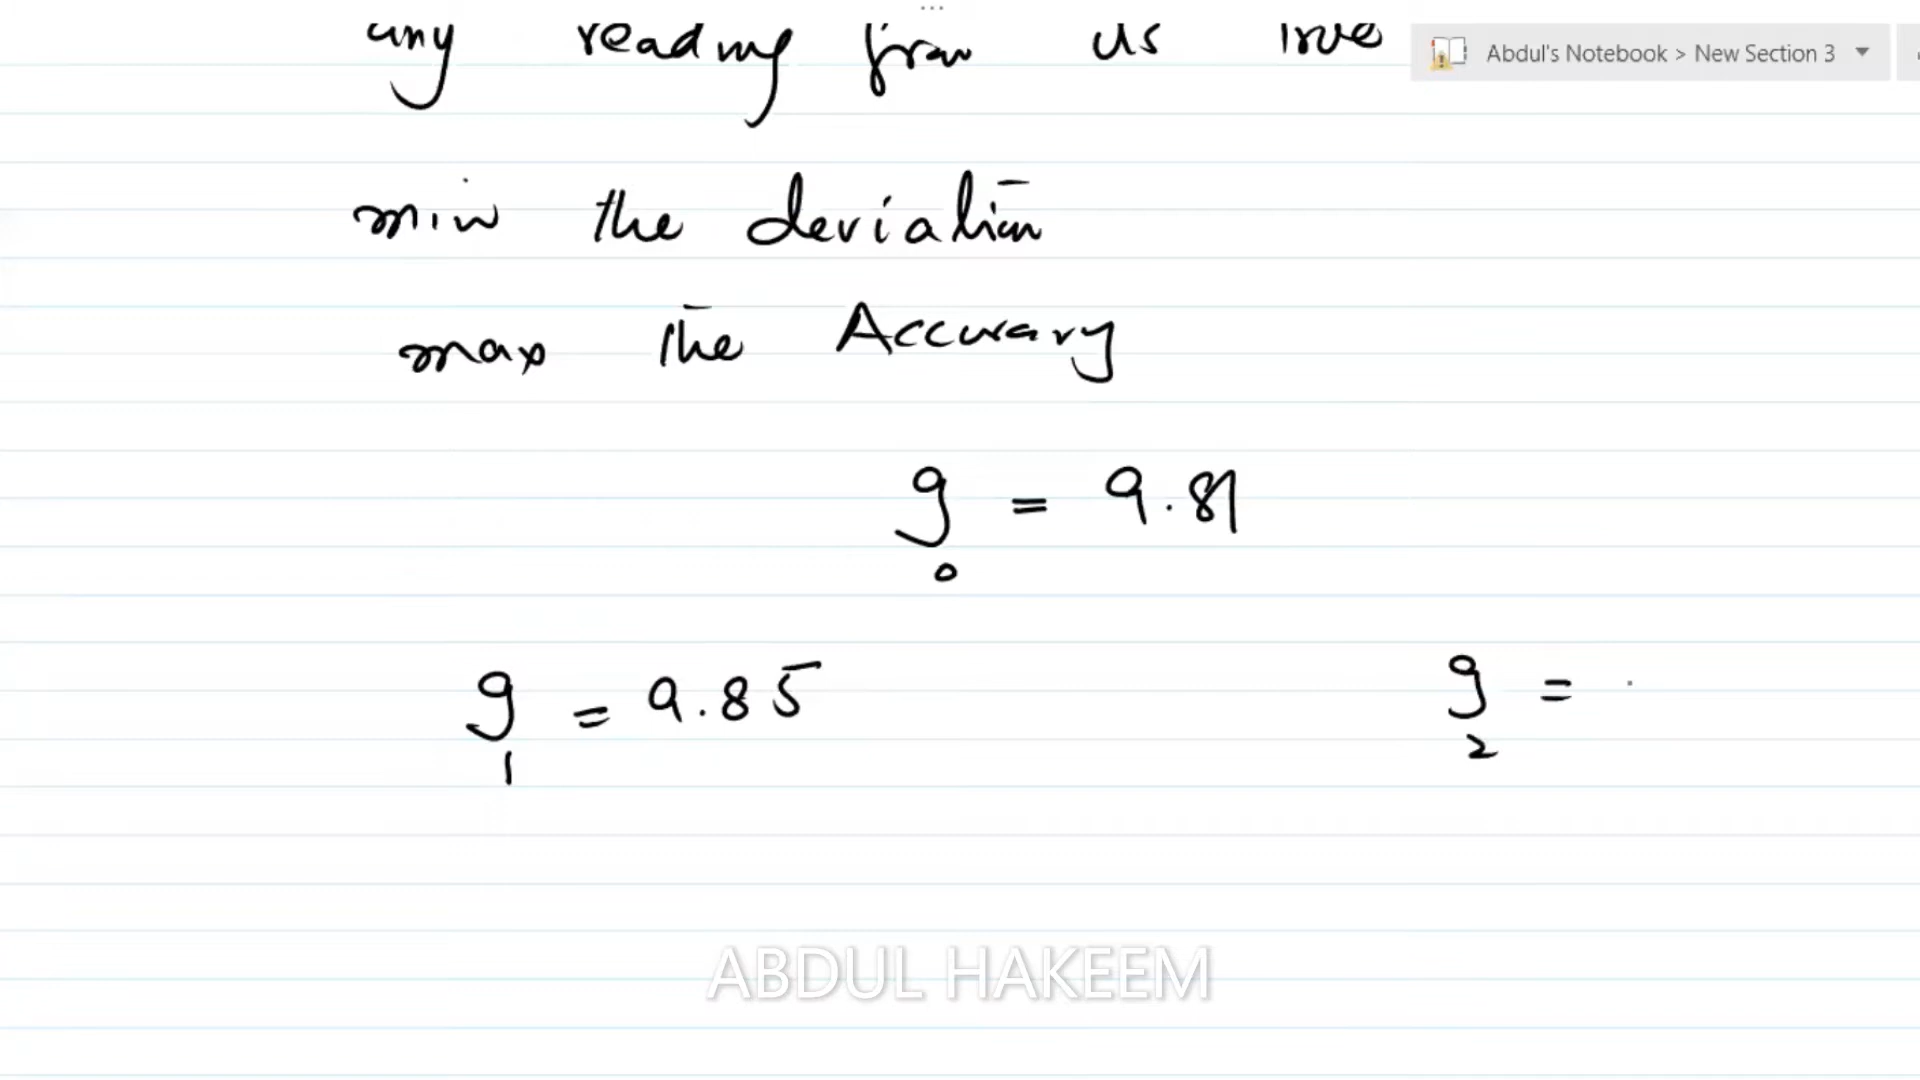 Abdul's Notebook > New Section 3
any reading from us true
min the deviation
max the Accuracy
g₀ = 9.81
g₁ = 9.85
g₂ =
ABDUL HAKEEM